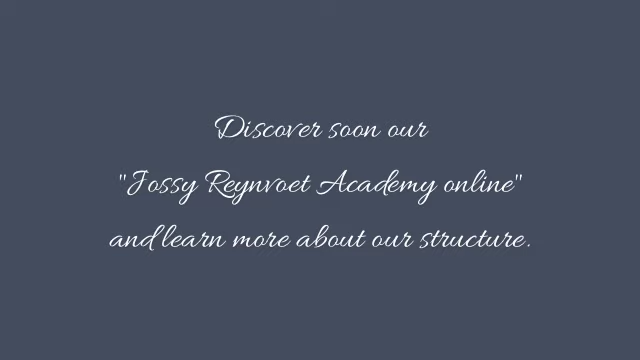 Discover soon our
"Jossy Reynvoet Academy online"
and learn more about our structure.